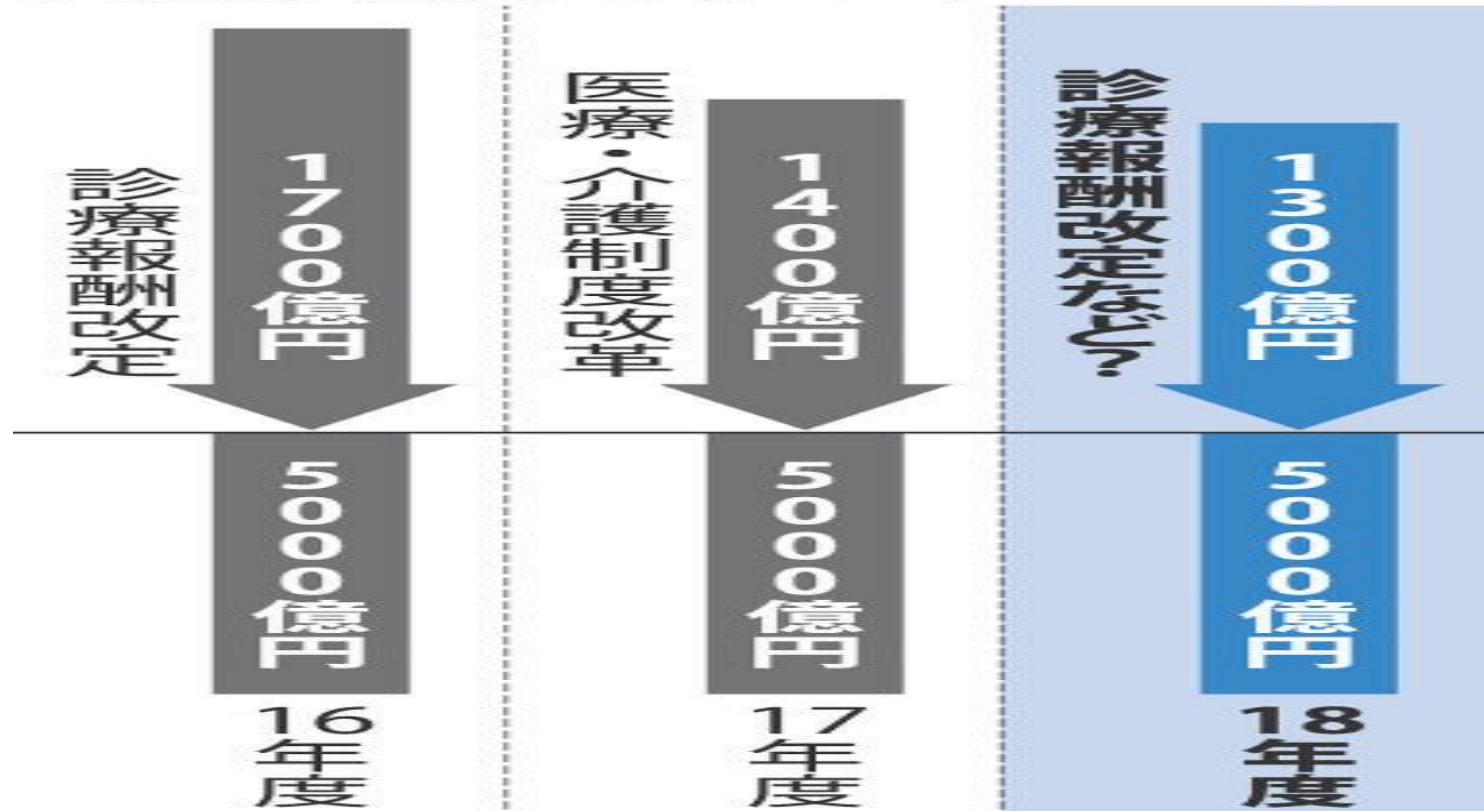 診療報酬改定
1700億円
5000億円
16年度
医療・介護制度改革
1400億円
5000億円
17年度
診療報酬改定など?
1300億円
5000億円
18年度